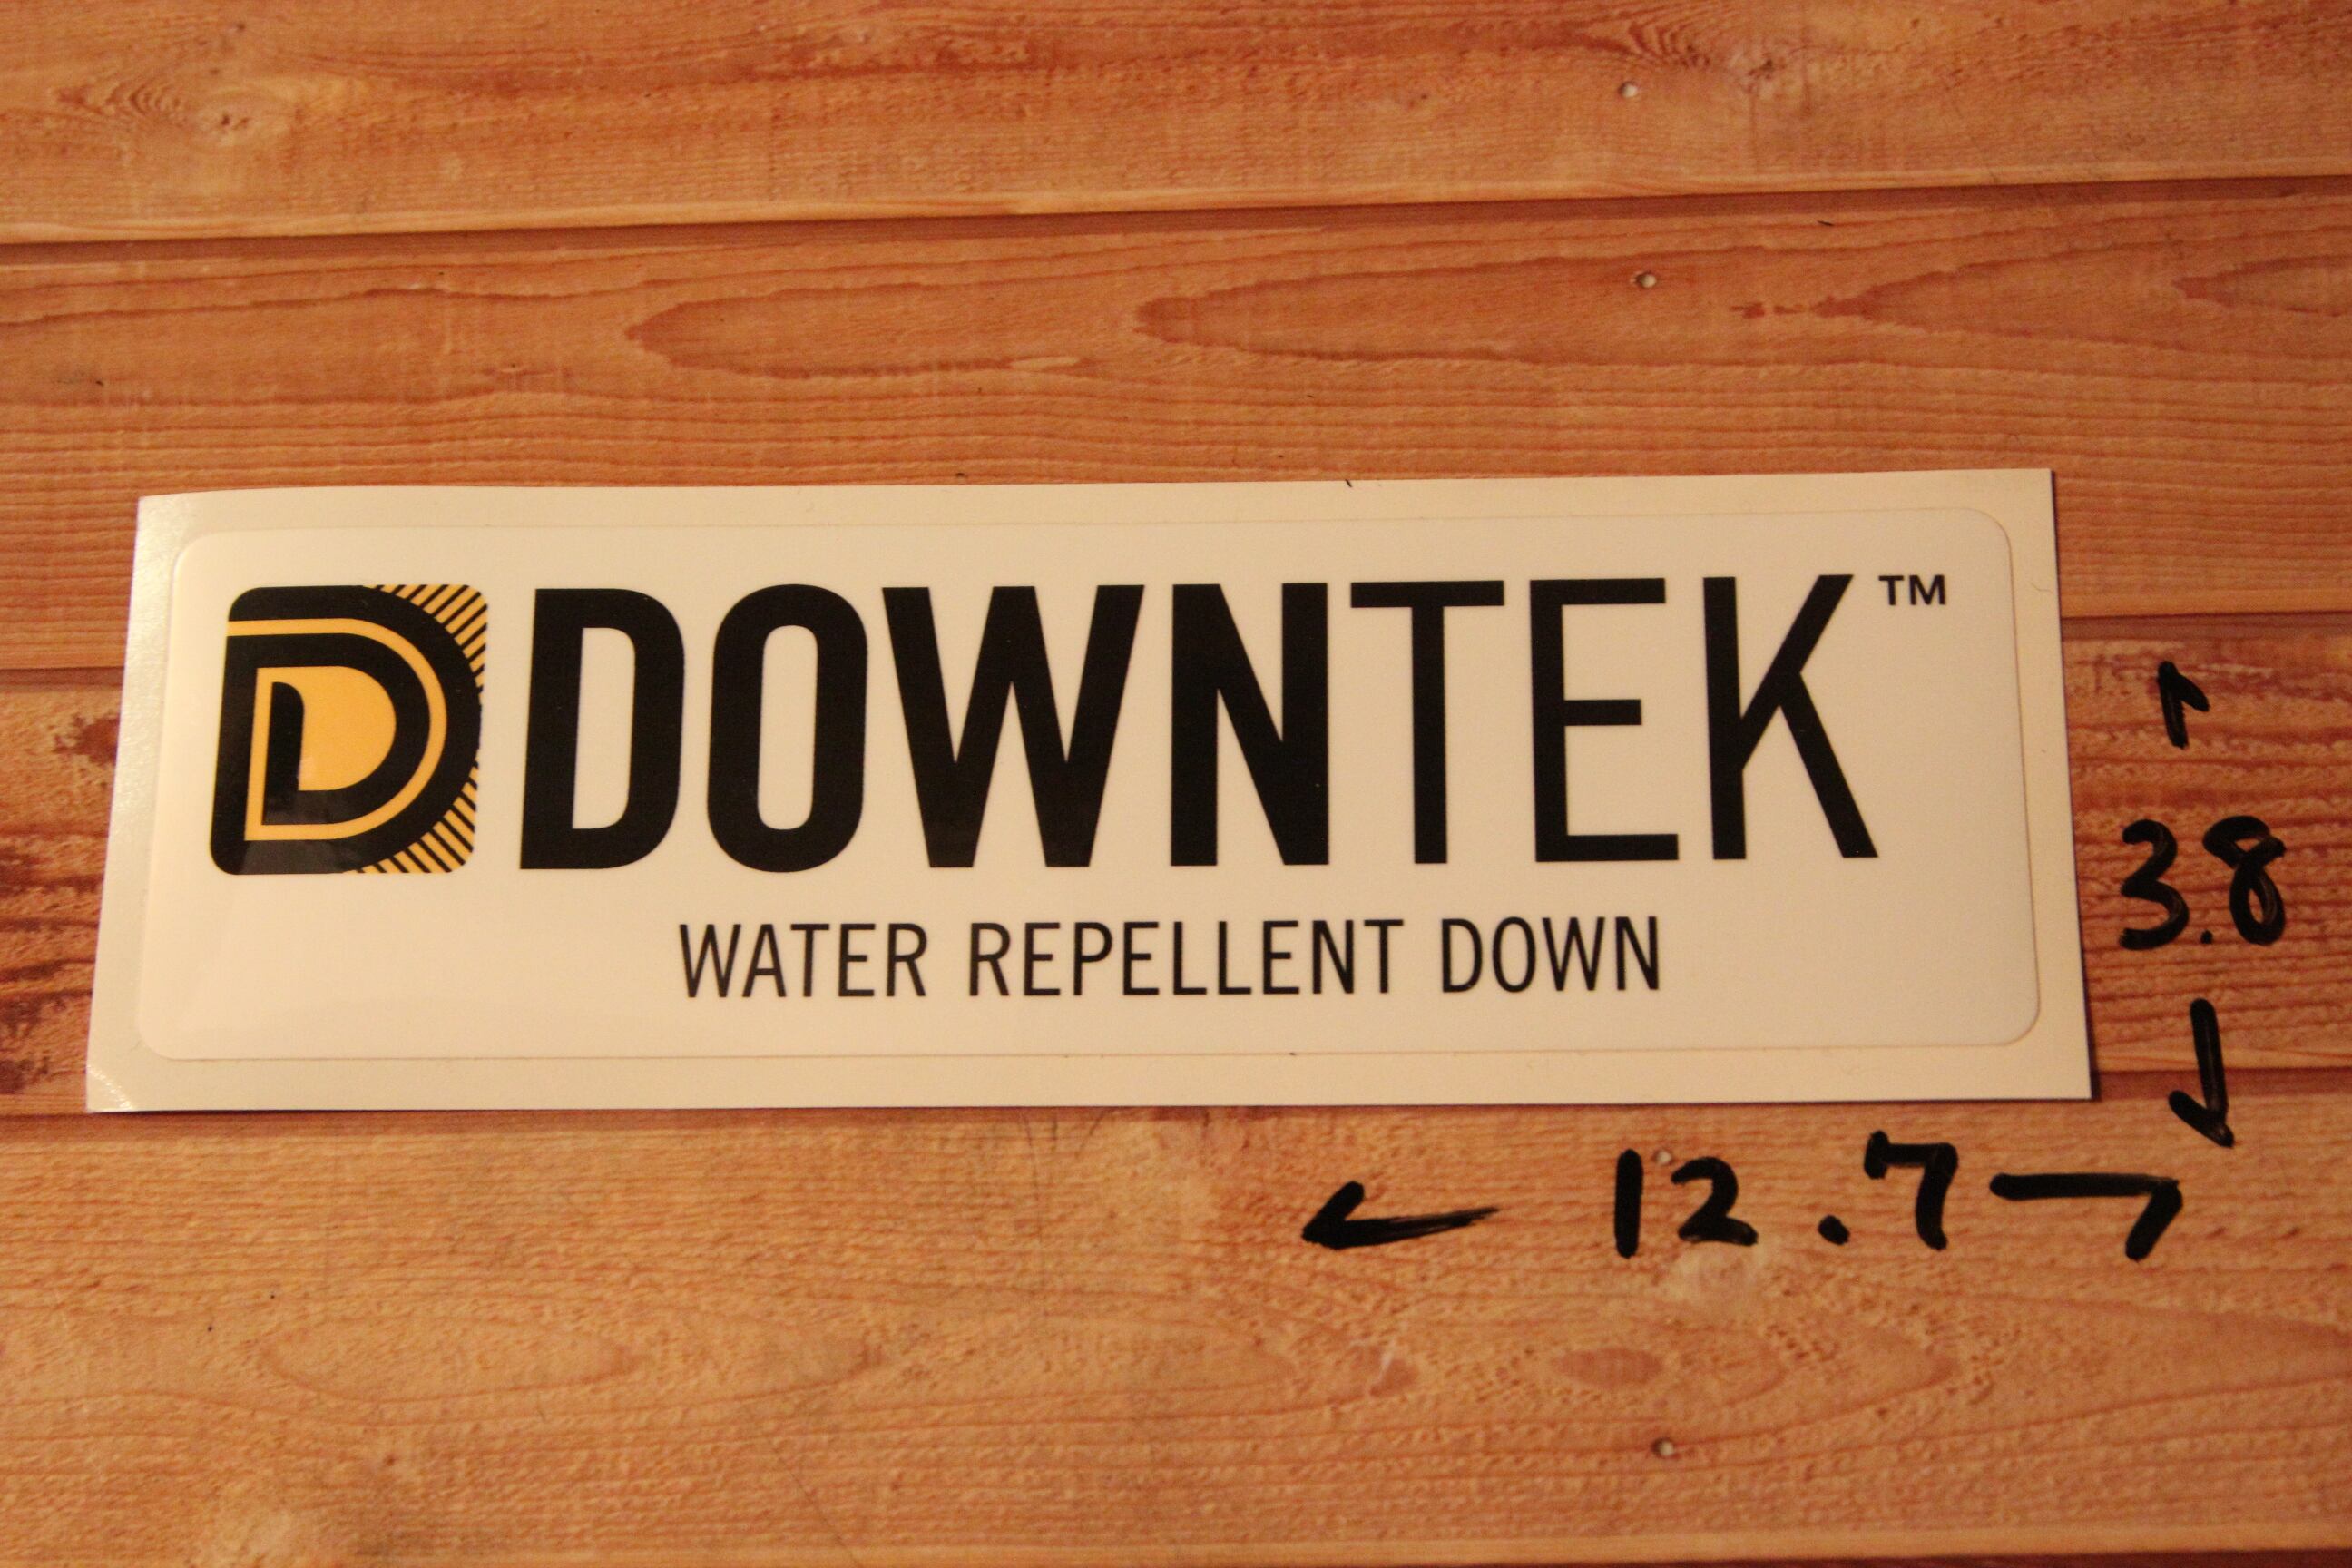 DOWNTEK™
WATER REPELLENT DOWN
3.8
12.7